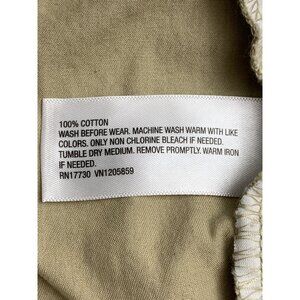 100% COTTON
WASH BEFORE WEAR. MACHINE WASH WARM WITH LIKE
COLORS. ONLY NON CHLORINE BLEACH IF NEEDED.
TUMBLE DRY MEDIUM. REMOVE PROMPTLY. WARM IRON
IF NEEDED.
RN17730 VN1205859